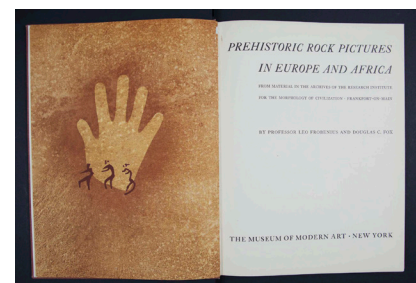 PREHISTORIC ROCK PICTURES
IN EUROPE AND AFRICA
FROM MATERIAL IN THE ARCHIVES OF THE RESEARCH INSTITUTE
FOR THE MORPHOLOGY OF CIVILIZATION · FRANKFORT-ON-MAIN
BY PROFESSOR LEO FROBENIUS AND DOUGLAS C. FOX
THE MUSEUM OF MODERN ART · NEW YORK